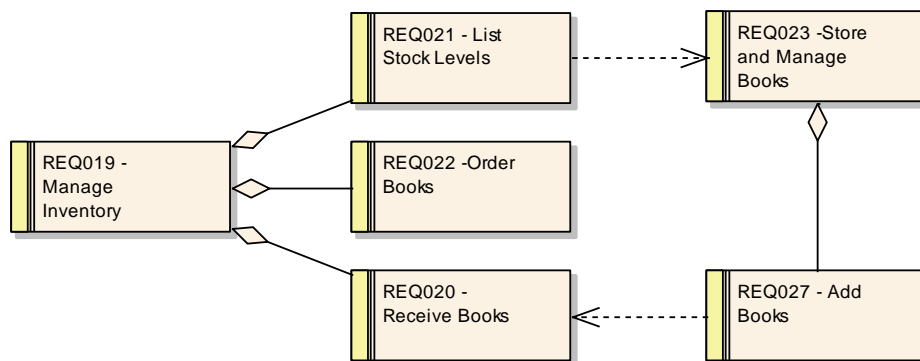 REQ021 - List
Stock Levels
REQ023 -Store
and Manage
Books
REQ019 -
Manage
Inventory
REQ022 -Order
Books
REQ020 -
Receive Books
REQ027 - Add
Books